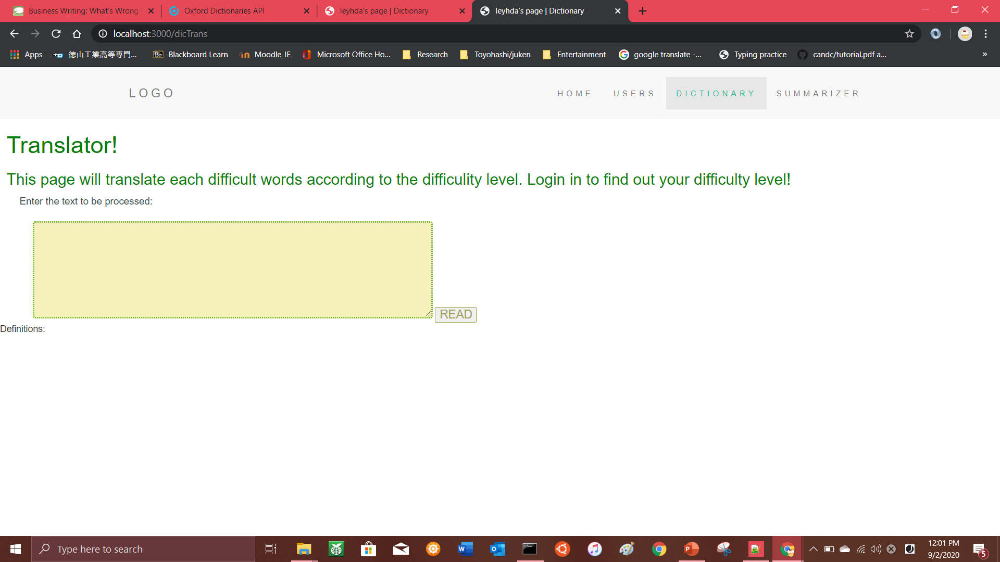 Business Writing: What's Wrong
Oxford Dictionaries API
leyhda's page | Dictionary
leyhda's page | Dictionary
localhost:3000/dicTrans
Apps
徳山工業高等専門...
Bb
Blackboard Learn
Moodle_IE
Microsoft Office Ho...
Research
Toyohashi/juken
Entertainment
google translate -...
Typing practice
candc/tutorial.pdf a...
»
LOGO
HOME
USERS
DICTIONARY
SUMMARIZER
Translator!
This page will translate each difficult words according to the difficulity level. Login in to find out your difficulty level!
Enter the text to be processed:
READ
Definitions:
Type here to search
12:01 PM
9/2/2020
5